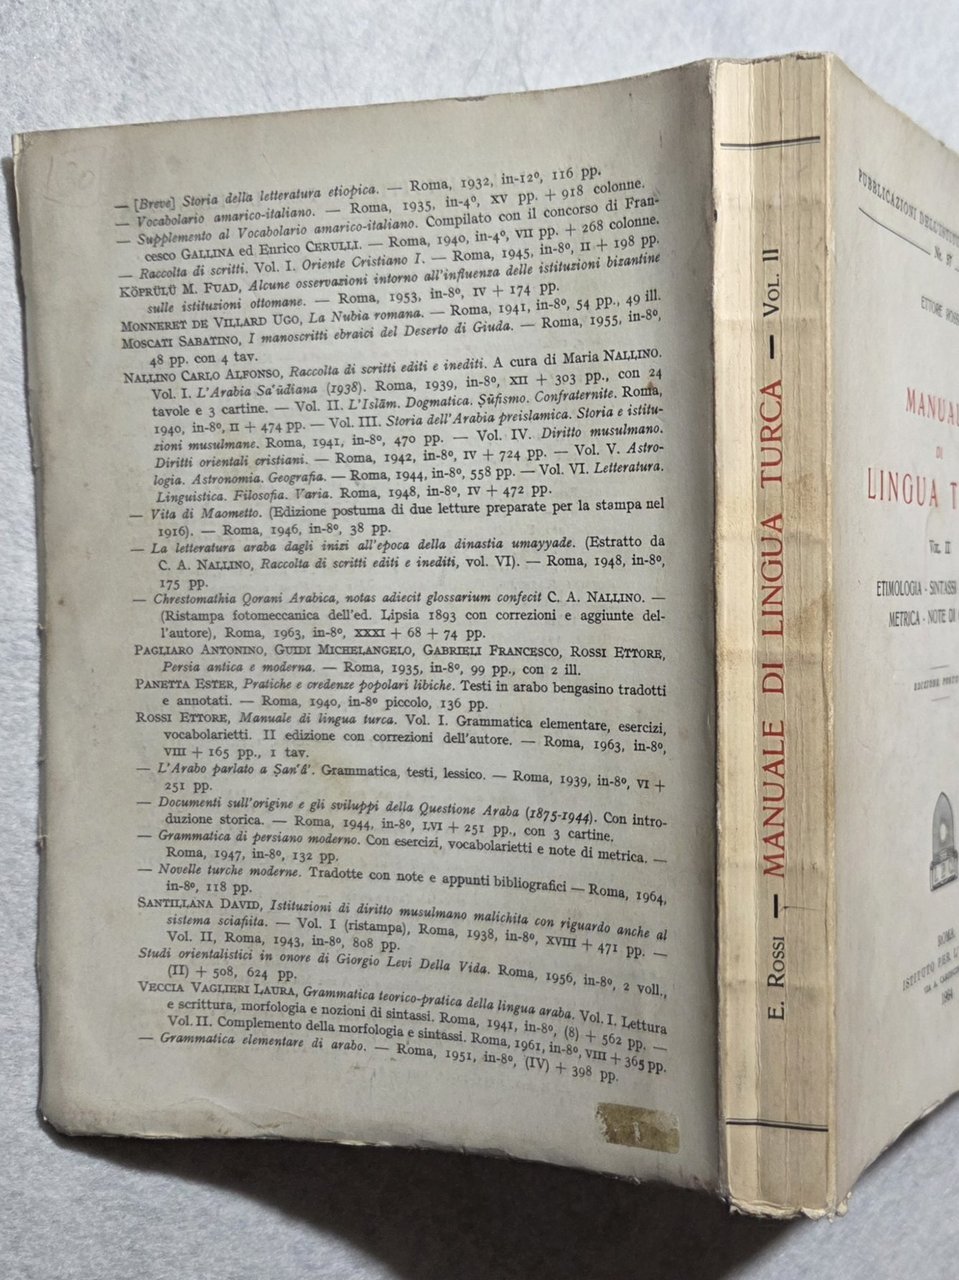 — [Breve] Storia della letteratura etiopica. — Roma, 1932, in-12º, 116 pp.
— Vocabolario amarico-italiano. — Roma, 1935, in-4º, XV pp. + 918 colonne.
— Supplemento al Vocabolario amarico-italiano. Compilato con il concorso di Fran-
cesco GALLINA ed Enrico CERULLI. — Roma, 1940, in-4º, VII pp. + 268 colonne.
— Raccolta di scritti. Vol. I. Oriente Cristiano I. — Roma, 1945, in-8º, II + 198 pp.
KÖPRÜLÜ M. FUAD, Alcune osservazioni intorno all'influenza delle istituzioni bizantine
sulle istituzioni ottomane. — Roma, 1953, in-8º, IV + 174 pp.
MONNERET DE VILLARD UGO, La Nubia romana. — Roma, 1941, in-8º, 54 pp., 49 ill.
MOSCATI SABATINO, I manoscritti ebraici del Deserto di Giuda. — Roma, 1955, in-8º,
48 pp. con 4 tav.
NALLINO CARLO ALFONSO, Raccolta di scritti editi e inediti. A cura di Maria NALLINO.
Vol. I. L'Arabia Sa'ūdiana (1938). Roma, 1939, in-8º, XII + 303 pp., con 24
tavole e 3 cartine. — Vol. II. L'Islām. Dogmatica. Ṣūfismo. Confraternite. Roma,
1940, in-8º, II + 474 pp. — Vol. III. Storia dell'Arabia preislamica. Storia e istitu-
zioni musulmane. Roma, 1941, in-8º, 470 pp. — Vol. IV. Diritto musulmano.
Diritti orientali cristiani. — Roma, 1942, in-8º, IV + 724 pp. — Vol. V. Astro-
logia. Astronomia. Geografia. — Roma, 1944, in-8º, 558 pp. — Vol. VI. Letteratura.
Linguistica. Filosofia. Varia. Roma, 1948, in-8º, IV + 472 pp.
— Vita di Maometto. (Edizione postuma di due letture preparate per la stampa nel
1916). — Roma, 1946, in-8º, 38 pp.
— La letteratura araba dagli inizi all'epoca della dinastia umayyade. (Estratto da
C. A. NALLINO, Raccolta di scritti editi e inediti, vol. VI). — Roma, 1948, in-8º,
175 pp.
— Chrestomathia Qorani Arabica, notas adiecit glossarium confecit C. A. NALLINO. —
(Ristampa fotomeccanica dell'ed. Lipsia 1893 con correzioni e aggiunte del-
l'autore), Roma, 1963, in-8º, XXXI + 68 + 74 pp.
PAGLIARO ANTONINO, GUIDI MICHELANGELO, GABRIELI FRANCESCO, ROSSI ETTORE,
Persia antica e moderna. — Roma, 1935, in-8º, 99 pp., con 2 ill.
PANETTA ESTER, Pratiche e credenze popolari libiche. Testi in arabo bengasino tradotti
e annotati. — Roma, 1940, in-8º piccolo, 136 pp.
ROSSI ETTORE, Manuale di lingua turca. Vol. I. Grammatica elementare, esercizi,
vocabolarietti. II edizione con correzioni dell'autore. — Roma, 1963, in-8º,
VIII + 165 pp., 1 tav.
— L'Arabo parlato a Ṣan'â'. Grammatica, testi, lessico. — Roma, 1939, in-8º, VI +
251 pp.
— Documenti sull'origine e gli sviluppi della Questione Araba (1875-1944). Con intro-
duzione storica. — Roma, 1944, in-8º, LVI + 251 pp., con 3 cartine.
— Grammatica di persiano moderno. Con esercizi, vocabolarietti e note di metrica. —
Roma, 1947, in-8º, 132 pp.
— Novelle turche moderne. Tradotte con note e appunti bibliografici — Roma, 1964,
in-8º, 118 pp.
SANTILLANA DAVID, Istituzioni di diritto musulmano malichita con riguardo anche al
sistema sciafiita. — Vol. I (ristampa), Roma, 1938, in-8º, XVIII + 471 pp. —
Vol. II, Roma, 1943, in-8º, 808 pp.
Studi orientalistici in onore di Giorgio Levi Della Vida. Roma, 1956, in-8º, 2 voll.,
(II) + 508, 624 pp.
VECCIA VAGLIERI LAURA, Grammatica teorico-pratica della lingua araba. Vol. I. Lettura
e scrittura, morfologia e nozioni di sintassi. Roma, 1941, in-8º, (8) + 562 pp. —
Vol. II. Complemento della morfologia e sintassi. Roma, 1961, in-8º, VIII + 365 pp.
— Grammatica elementare di arabo. — Roma, 1951, in-8º, (IV) + 398 pp.
E. ROSSI — MANUALE DI LINGUA TURCA — VOL. II
PUBBLICAZIONI DELL'ISTITU
Nr. 57
ETTORE ROSS
MANUAL
DI
LINGUA T
VOL. II
ETIMOLOGIA - SINTASSI
METRICA - NOTE DI
EDIZIONE POSTU
ROMA
ISTITUTO PER L'
1964